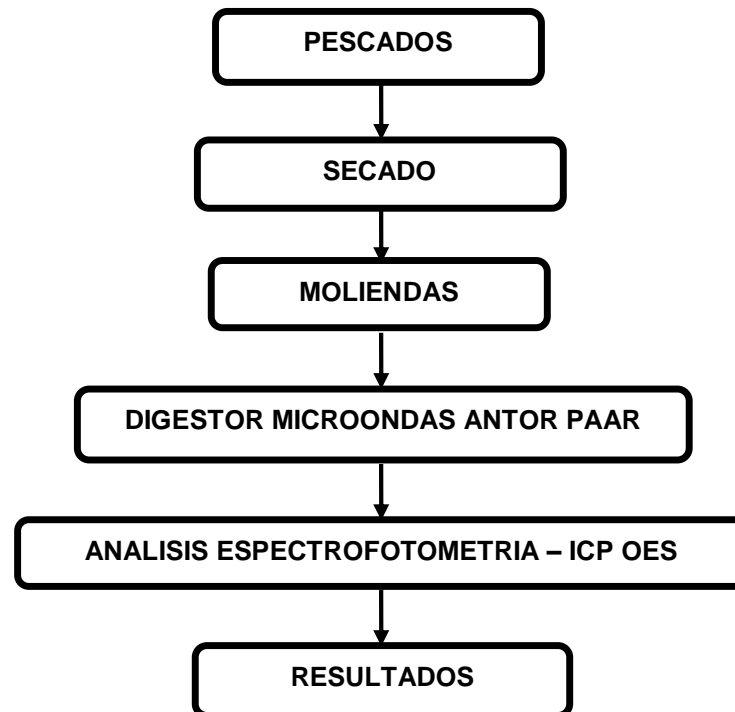 PESCADOS
SECADO
MOLIENDAS
DIGESTOR MICROONDAS ANTOR PAAR
ANALISIS ESPECTROFOTOMETRIA – ICP OES
RESULTADOS